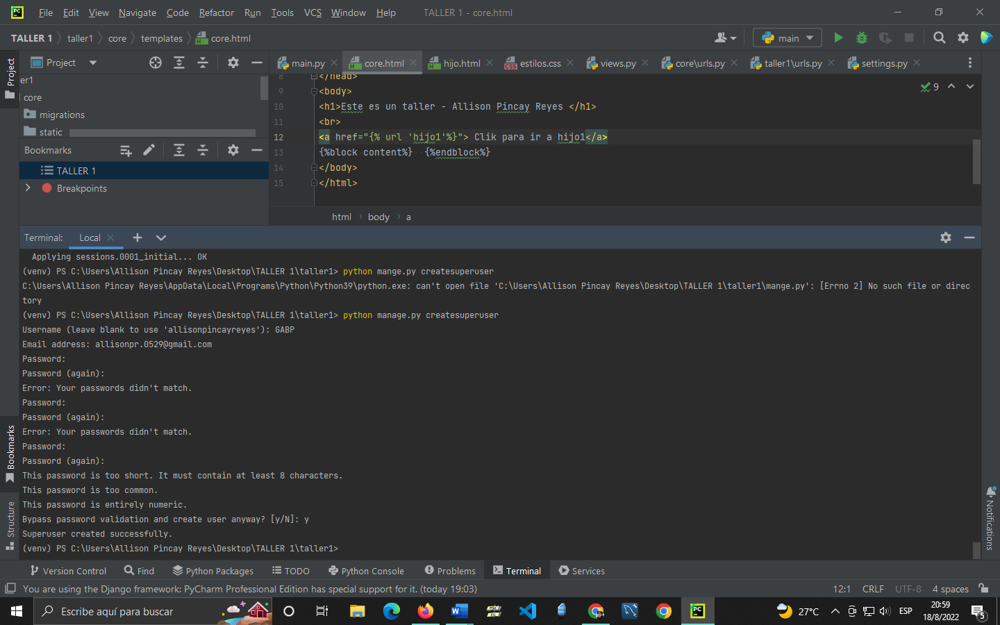 File Edit View Navigate Code Refactor Run Tools VCS Window Help TALLER 1 - core.html
TALLER 1 taller1 core templates core.html main
Project
Project
main.py core.html hijo.html estilos.css views.py core\urls.py taller1\urls.py settings.py
er1
core
migrations
static
Bookmarks
TALLER 1
Breakpoints
8 </head>
9 <body>
10 <h1>Este es un taller - Allison Pincay Reyes </h1>
11 <br>
12 <a href="{% url 'hijo1'%}"> Clik para ir a hijo1</a>
13 {%block content%} {%endblock%}
14 </body>
15 </html>
9
html body a
Terminal: Local
Applying sessions.0001_initial... OK
(venv) PS C:\Users\Allison Pincay Reyes\Desktop\TALLER 1\taller1> python mange.py createsuperuser
C:\Users\Allison Pincay Reyes\AppData\Local\Programs\Python\Python39\python.exe: can't open file 'C:\Users\Allison Pincay Reyes\Desktop\TALLER 1\taller1\mange.py': [Errno 2] No such file or direc
tory
(venv) PS C:\Users\Allison Pincay Reyes\Desktop\TALLER 1\taller1> python manage.py createsuperuser
Username (leave blank to use 'allisonpincayreyes'): GABP
Email address: allisonpr.0529@gmail.com
Password:
Password (again):
Error: Your passwords didn't match.
Password:
Password (again):
Error: Your passwords didn't match.
Password:
Password (again):
This password is too short. It must contain at least 8 characters.
This password is too common.
This password is entirely numeric.
Bypass password validation and create user anyway? [y/N]: y
Superuser created successfully.
(venv) PS C:\Users\Allison Pincay Reyes\Desktop\TALLER 1\taller1>
Bookmarks
Structure
Notifications
Version Control Find Python Packages TODO Python Console Problems Terminal Services
You are using the Django framework: PyCharm Professional Edition has special support for it. (today 19:03) 12:1 CRLF UTF-8 4 spaces
Escribe aquí para buscar
27°C ESP
20:59
18/8/2022
5